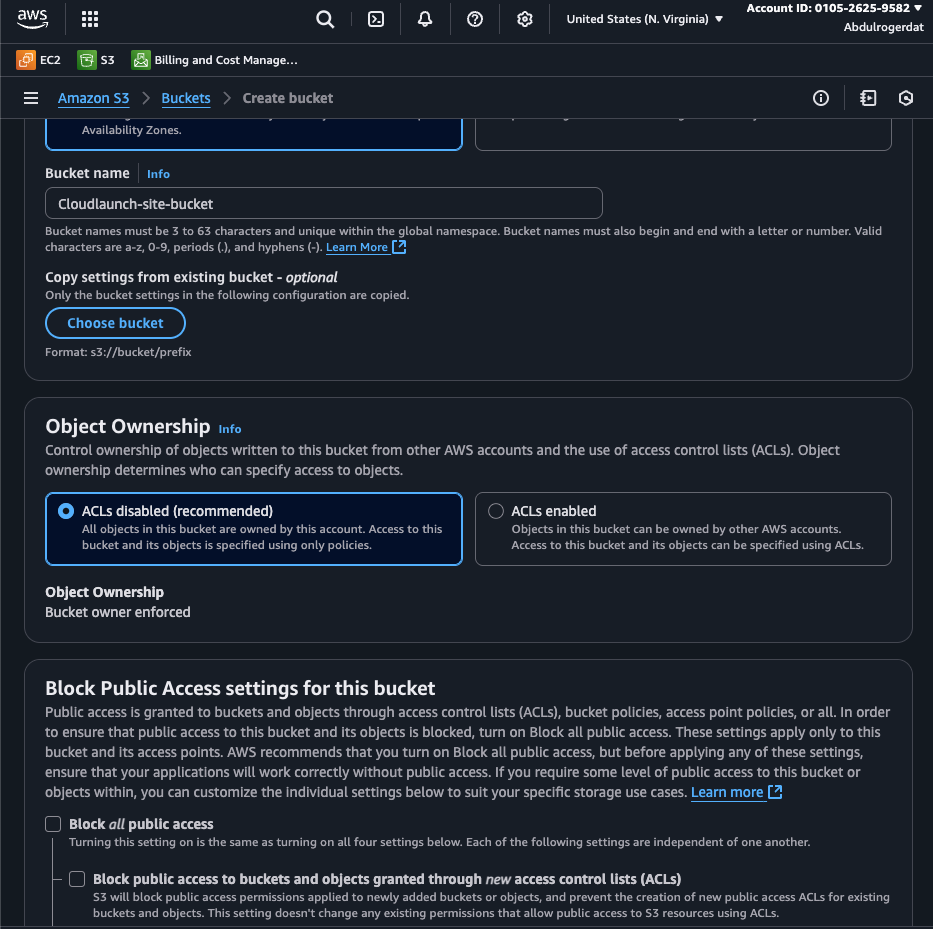 aws
United States (N. Virginia) ▼
Account ID: 0105-2625-9582 ▼
Abdulrogerdat
EC2
S3
Billing and Cost Manage...
Amazon S3 > Buckets > Create bucket
Availability Zones.
Bucket name Info
Cloudlaunch-site-bucket
Bucket names must be 3 to 63 characters and unique within the global namespace. Bucket names must also begin and end with a letter or number. Valid
characters are a-z, 0-9, periods (.), and hyphens (-). Learn More
Copy settings from existing bucket - optional
Only the bucket settings in the following configuration are copied.
Choose bucket
Format: s3://bucket/prefix
Object Ownership Info
Control ownership of objects written to this bucket from other AWS accounts and the use of access control lists (ACLs). Object
ownership determines who can specify access to objects.
ACLs disabled (recommended)
All objects in this bucket are owned by this account. Access to this
bucket and its objects is specified using only policies.
ACLs enabled
Objects in this bucket can be owned by other AWS accounts.
Access to this bucket and its objects can be specified using ACLs.
Object Ownership
Bucket owner enforced
Block Public Access settings for this bucket
Public access is granted to buckets and objects through access control lists (ACLs), bucket policies, access point policies, or all. In order
to ensure that public access to this bucket and its objects is blocked, turn on Block all public access. These settings apply only to this
bucket and its access points. AWS recommends that you turn on Block all public access, but before applying any of these settings,
ensure that your applications will work correctly without public access. If you require some level of public access to this bucket or
objects within, you can customize the individual settings below to suit your specific storage use cases. Learn more
Block all public access
Turning this setting on is the same as turning on all four settings below. Each of the following settings are independent of one another.
Block public access to buckets and objects granted through new access control lists (ACLs)
S3 will block public access permissions applied to newly added buckets or objects, and prevent the creation of new public access ACLs for existing
buckets and objects. This setting doesn't change any existing permissions that allow public access to S3 resources using ACLs.